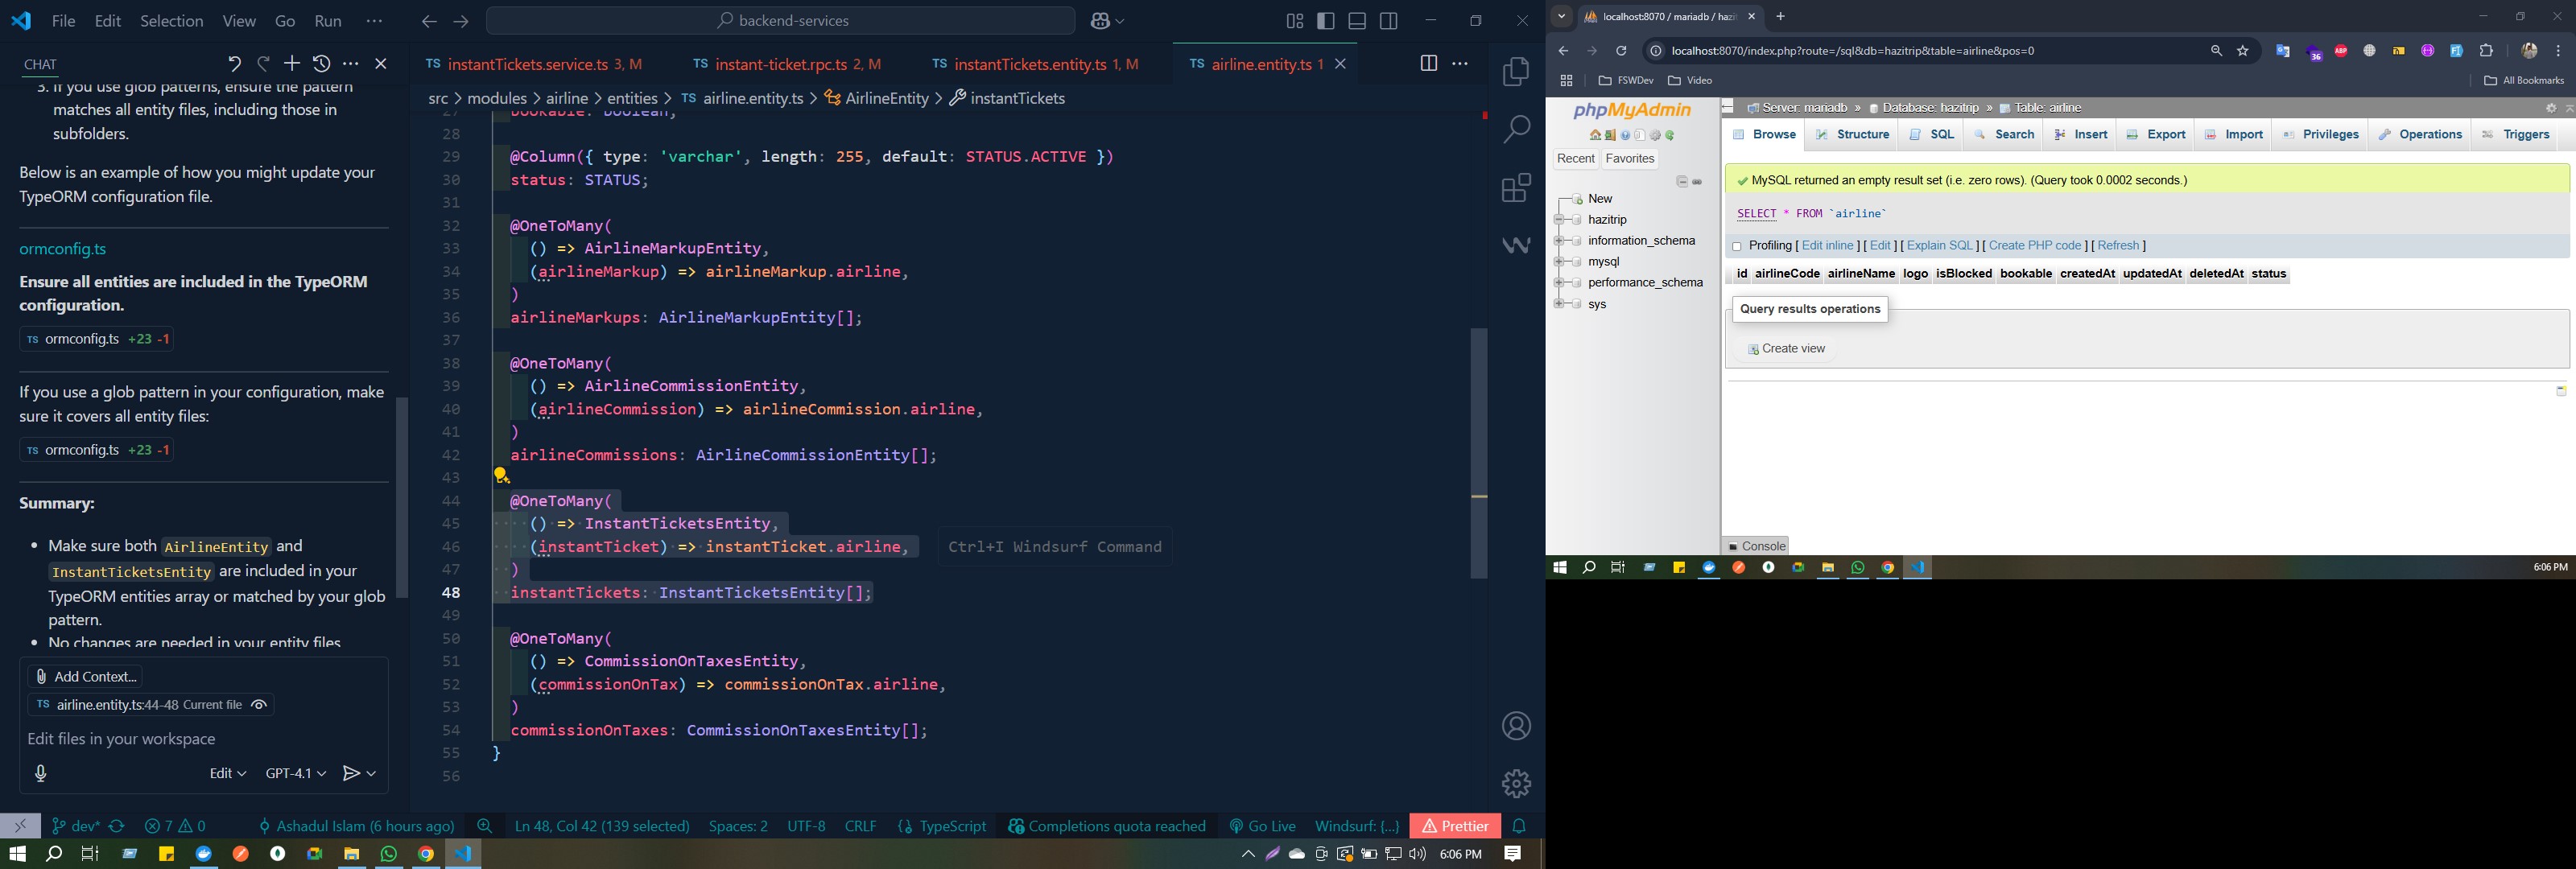 File Edit Selection View Go Run ···
backend-services
CHAT
3. If you use glob patterns, ensure the pattern
matches all entity files, including those in
subfolders.
Below is an example of how you might update your
TypeORM configuration file.
ormconfig.ts
Ensure all entities are included in the TypeORM
configuration.
TS ormconfig.ts +23 -1
If you use a glob pattern in your configuration, make
sure it covers all entity files:
TS ormconfig.ts +23 -1
Summary:
• Make sure both AirlineEntity and
InstantTicketsEntity are included in your
TypeORM entities array or matched by your glob
pattern.
• No changes are needed in your entity files
Add Context...
TS airline.entity.ts:44-48 Current file
Edit files in your workspace
Edit GPT-4.1
TS instantTickets.service.ts 3, M TS instant-ticket.rpc.ts 2, M TS instantTickets.entity.ts 1, M TS airline.entity.ts 1
src > modules > airline > entities > TS airline.entity.ts > AirlineEntity > instantTickets
27 bookable: boolean;
28
29 @Column({ type: 'varchar', length: 255, default: STATUS.ACTIVE })
30 status: STATUS;
31
32 @OneToMany(
33 () => AirlineMarkupEntity,
34 (airlineMarkup) => airlineMarkup.airline,
35 )
36 airlineMarkups: AirlineMarkupEntity[];
37
38 @OneToMany(
39 () => AirlineCommissionEntity,
40 (airlineCommission) => airlineCommission.airline,
41 )
42 airlineCommissions: AirlineCommissionEntity[];
43
44 @OneToMany(
45 () => InstantTicketsEntity,
46 (instantTicket) => instantTicket.airline, Ctrl+I Windsurf Command
47 )
48 instantTickets: InstantTicketsEntity[];
49
50 @OneToMany(
51 () => CommissionOnTaxesEntity,
52 (commissionOnTax) => commissionOnTax.airline,
53 )
54 commissionOnTaxes: CommissionOnTaxesEntity[];
55 }
56
dev* 7 0 Ashadul Islam (6 hours ago) Ln 48, Col 42 (139 selected) Spaces: 2 UTF-8 CRLF {} TypeScript Completions quota reached Go Live Windsurf: {...} Prettier
6:06 PM
localhost:8070 / mariadb / hazi
localhost:8070/index.php?route=/sql&db=hazitrip&table=airline&pos=0
ABP
36
FSWDev Video All Bookmarks
phpMyAdmin
Recent Favorites
New
hazitrip
information_schema
mysql
performance_schema
sys
Server: mariadb » Database: hazitrip » Table: airline
Browse Structure SQL Search Insert Export Import Privileges Operations Triggers
MySQL returned an empty result set (i.e. zero rows). (Query took 0.0002 seconds.)
SELECT * FROM `airline`
Profiling [ Edit inline ] [ Edit ] [ Explain SQL ] [ Create PHP code ] [ Refresh ]
id airlineCode airlineName logo isBlocked bookable createdAt updatedAt deletedAt status
Query results operations
Create view
Console
6:06 PM